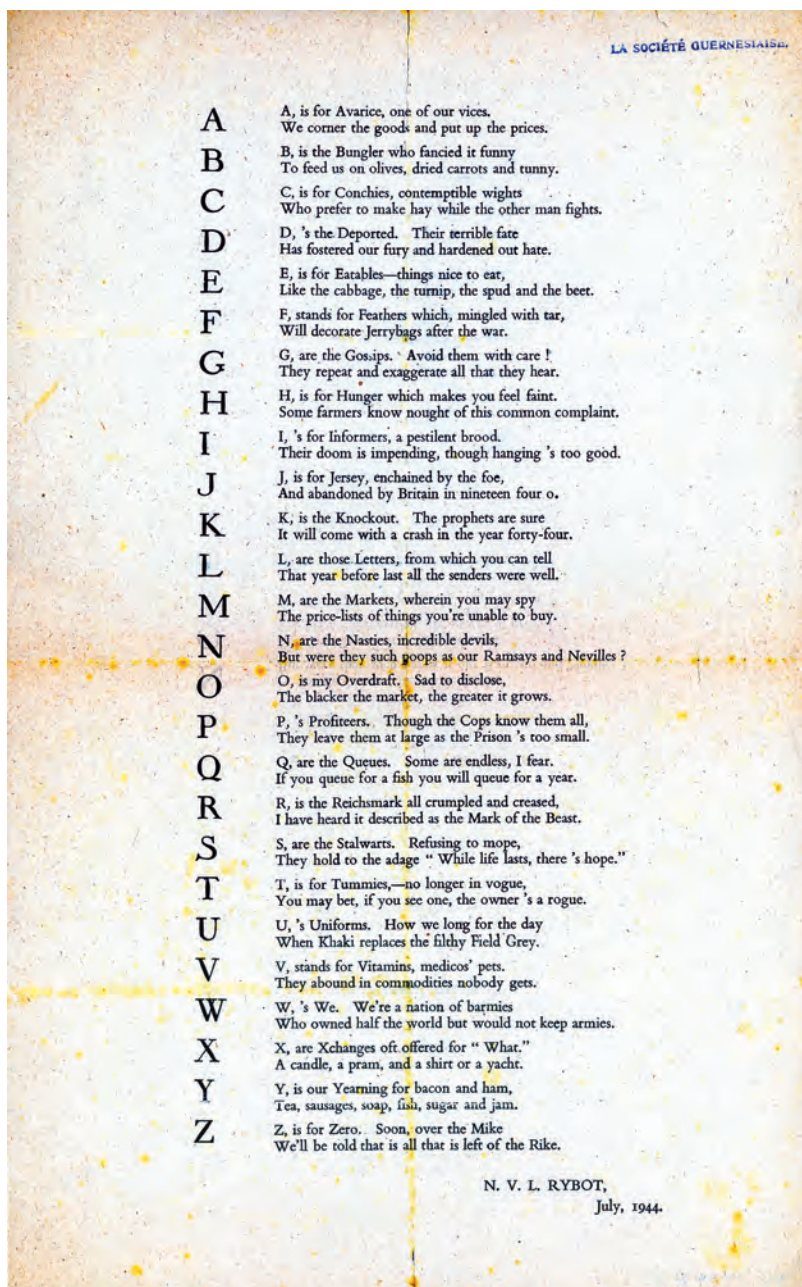 LA SOCIÉTÉ GUERNESIAISE.
A
A, is for Avarice, one of our vices.
We corner the goods and put up the prices.
B
B, is the Bungler who fancied it funny
To feed us on olives, dried carrots and tunny.
C
C, is for Conchies, contemptible wights
Who prefer to make hay while the other man fights.
D
D, 's the Deported. Their terrible fate
Has fostered our fury and hardened out hate.
E
E, is for Eatables—things nice to eat,
Like the cabbage, the turnip, the spud and the beet.
F
F, stands for Feathers which, mingled with tar,
Will decorate Jerrybags after the war.
G
G, are the Gossips. Avoid them with care !
They repeat and exaggerate all that they hear.
H
H, is for Hunger which makes you feel faint.
Some farmers know nought of this common complaint.
I
I, 's for Informers, a pestilent brood.
Their doom is impending, though hanging 's too good.
J
J, is for Jersey, enchained by the foe,
And abandoned by Britain in nineteen four o.
K
K, is the Knockout. The prophets are sure
It will come with a crash in the year forty-four.
L
L, are those Letters, from which you can tell
That year before last all the senders were well.
M
M, are the Markets, wherein you may spy
The price-lists of things you're unable to buy.
N
N, are the Nasties, incredible devils,
But were they such poops as our Ramsays and Nevilles ?
O
O, is my Overdraft. Sad to disclose,
The blacker the market, the greater it grows.
P
P, 's Profiteers. Though the Cops know them all,
They leave them at large as the Prison 's too small.
Q
Q, are the Queues. Some are endless, I fear.
If you queue for a fish you will queue for a year.
R
R, is the Reichsmark all crumpled and creased,
I have heard it described as the Mark of the Beast.
S
S, are the Stalwarts. Refusing to mope,
They hold to the adage " While life lasts, there 's hope."
T
T, is for Tummies,—no longer in vogue,
You may bet, if you see one, the owner 's a rogue.
U
U, 's Uniforms. How we long for the day
When Khaki replaces the filthy Field Grey.
V
V, stands for Vitamins, medicos' pets.
They abound in commodities nobody gets.
W
W, 's We. We're a nation of barmies
Who owned half the world but would not keep armies.
X
X, are Xchanges oft offered for " What."
A candle, a pram, and a shirt or a yacht.
Y
Y, is our Yearning for bacon and ham,
Tea, sausages, soap, fish, sugar and jam.
Z
Z, is for Zero. Soon, over the Mike
We'll be told that is all that is left of the Rike.
N. V. L. RYBOT,
July, 1944.